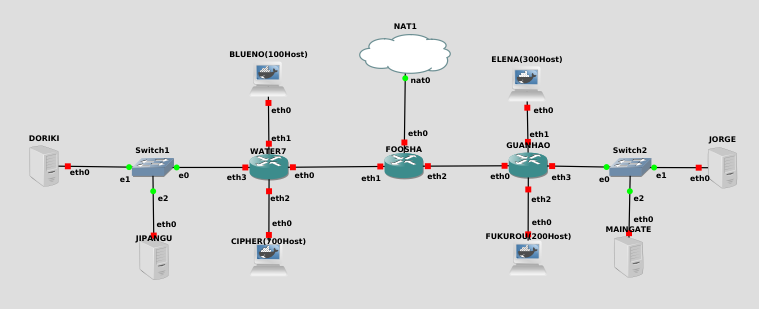 NAT1
BLUENO(100Host)
ELENA(300Host)
nat0
eth0
eth0
DORIKI
eth1
eth0
eth1
JORGE
Switch1
WATER7
FOOSHA
GUANHAO
Switch2
eth0
e1
e0
eth3
eth0
eth1
eth2
eth0
eth3
e0
e1
eth0
e2
eth2
eth2
e2
eth0
eth0
eth0
eth0
JIPANGU
CIPHER(700Host)
FUKUROU(200Host)
MAINGATE